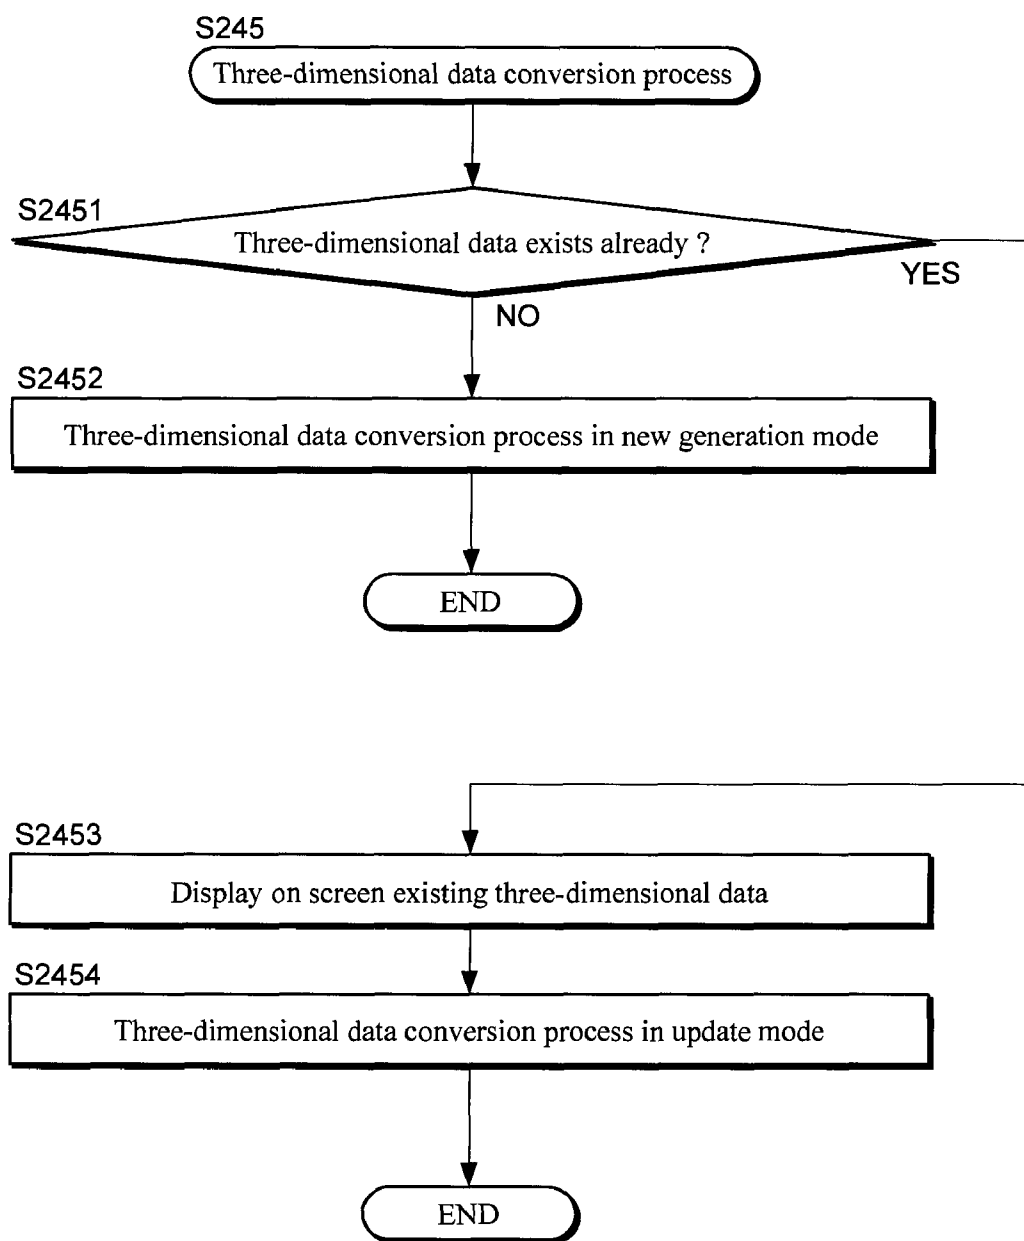 S245
Three-dimensional data conversion process
S2451
Three-dimensional data exists already ?
YES
NO
S2452
Three-dimensional data conversion process in new generation mode
END
S2453
Display on screen existing three-dimensional data
S2454
Three-dimensional data conversion process in update mode
END